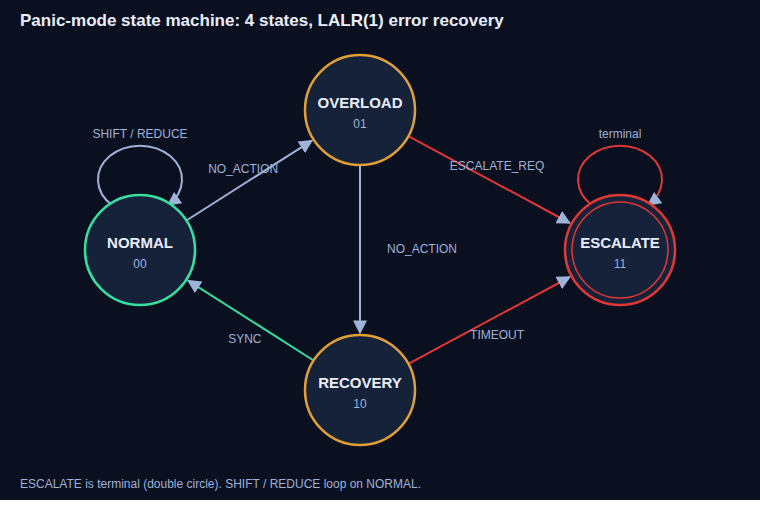 Panic-mode state machine: 4 states, LALR(1) error recovery
OVERLOAD
01
SHIFT / REDUCE
terminal
NO_ACTION
ESCALATE_REQ
NORMAL
00
NO_ACTION
ESCALATE
11
SYNC
TIMEOUT
RECOVERY
10
ESCALATE is terminal (double circle). SHIFT / REDUCE loop on NORMAL.